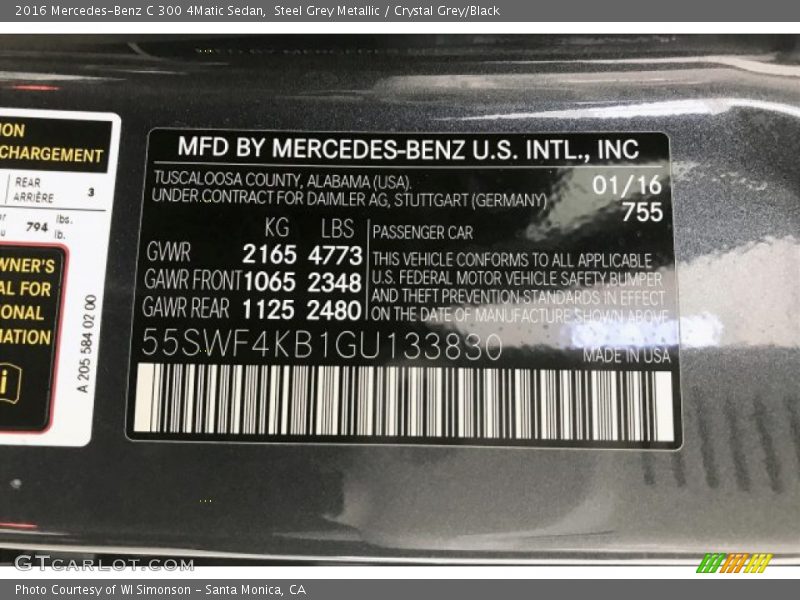 2016 Mercedes-Benz C 300 4Matic Sedan,  Steel Grey Metallic / Crystal Grey/Black
ION
CHARGEMENT
REAR
ARRIÈRE
3
794
lbs.
lb.
WNER'S
AL FOR
IONAL
MATION
i
A 205 584 02 00
MFD BY MERCEDES-BENZ U.S. INTL., INC
TUSCALOOSA COUNTY, ALABAMA (USA).
UNDER CONTRACT FOR DAIMLER AG, STUTTGART (GERMANY)
01/16
755
KG LBS
GVWR 2165 4773
GAWR FRONT 1065 2348
GAWR REAR 1125 2480
PASSENGER CAR
THIS VEHICLE CONFORMS TO ALL APPLICABLE
U.S. FEDERAL MOTOR VEHICLE SAFETY, BUMPER
AND THEFT PREVENTION STANDARDS IN EFFECT
ON THE DATE OF MANUFACTURE SHOWN ABOVE
55SWF4KB1GU133830
MADE IN USA
GTCARLOT.COM
Photo Courtesy of WI Simonson - Santa Monica, CA